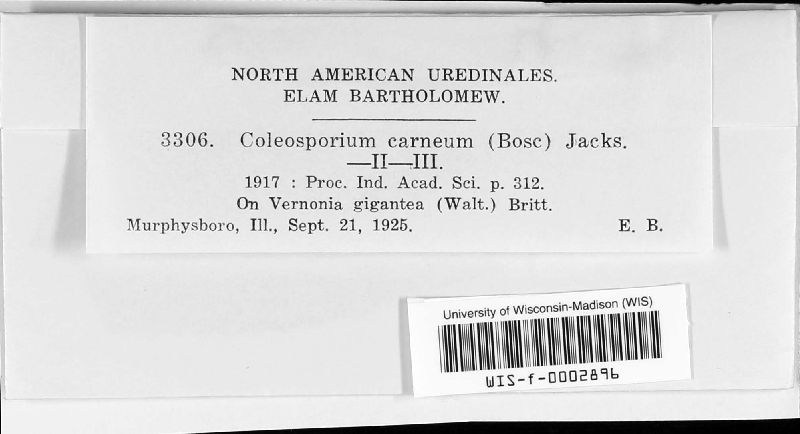 NORTH AMERICAN UREDINALES.
ELAM BARTHOLOMEW.
3306. Coleosporium carneum (Bosc) Jacks.
—II—III.
1917 : Proc. Ind. Acad. Sci. p. 312.
On Vernonia gigantea (Walt.) Britt.
Murphysboro, Ill., Sept. 21, 1925. E. B.
University of Wisconsin-Madison (WIS)
WIS-f-0002896